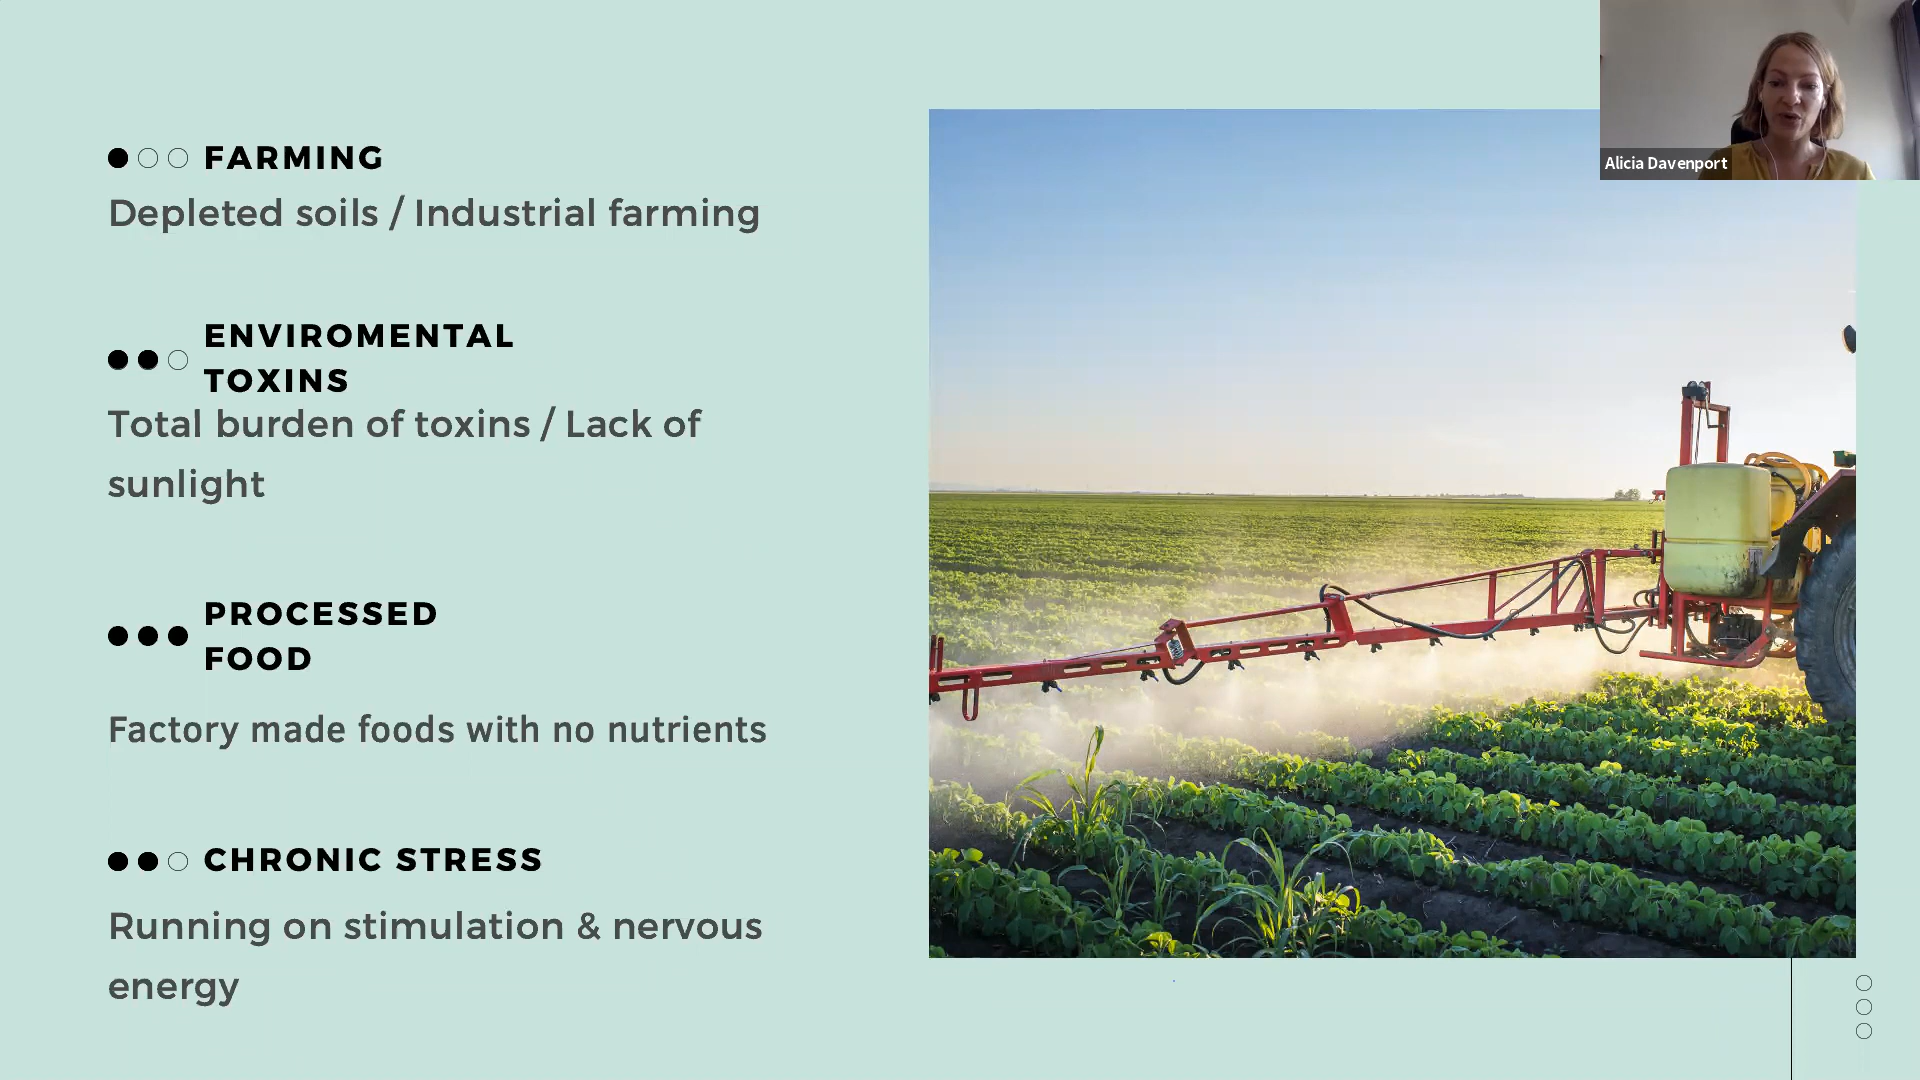 FARMING
Depleted soils / Industrial farming
ENVIROMENTAL
TOXINS
Total burden of toxins / Lack of
sunlight
PROCESSED
FOOD
Factory made foods with no nutrients
CHRONIC STRESS
Running on stimulation & nervous
energy
Alicia Davenport